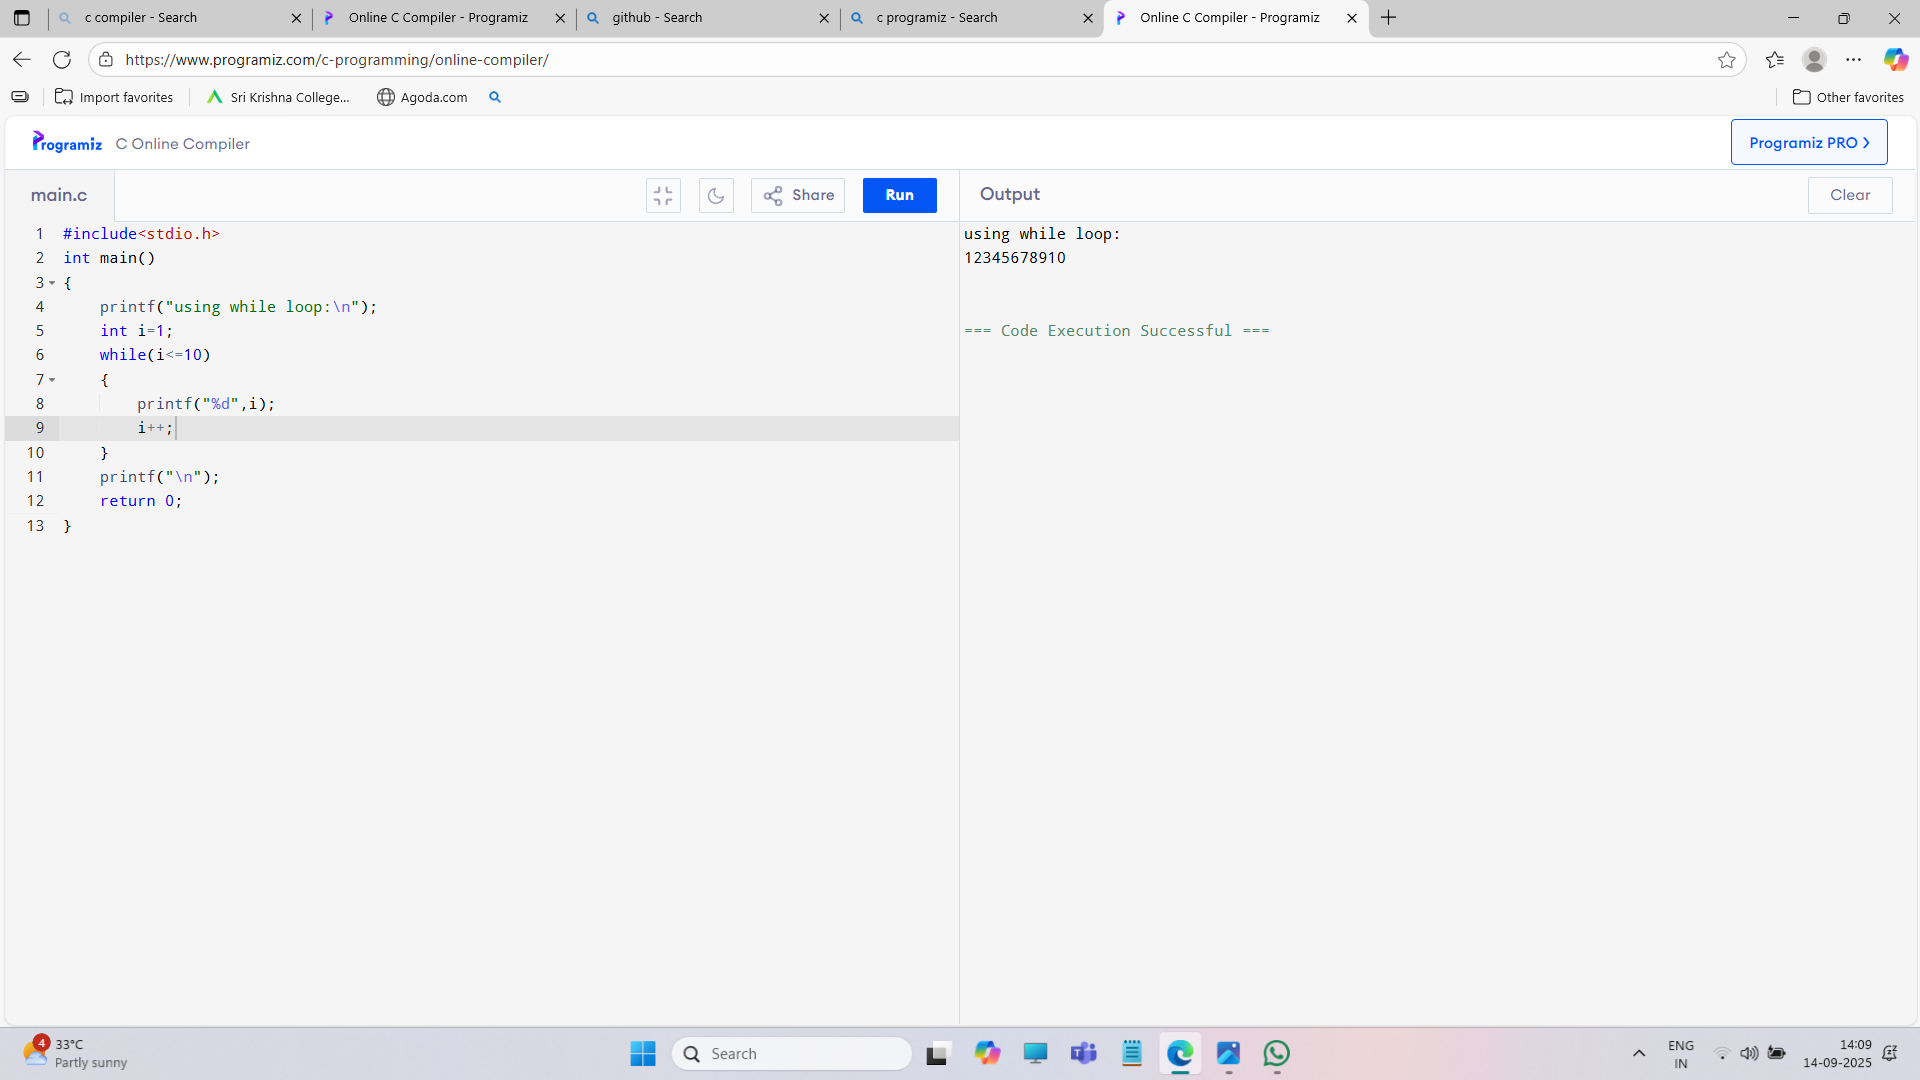 c compiler - Search
Online C Compiler - Programiz
github - Search
c programiz - Search
Online C Compiler - Programiz
https://www.programiz.com/c-programming/online-compiler/
Import favorites
Sri Krishna College...
Agoda.com
Other favorites
Programiz C Online Compiler
Programiz PRO >
main.c
Share
Run
Output
Clear
1 #include<stdio.h>
2 int main()
3 {
4     printf("using while loop:\n");
5     int i=1;
6     while(i<=10)
7     {
8         printf("%d",i);
9         i++;
10     }
11     printf("\n");
12     return 0;
13 }
using while loop:
12345678910
=== Code Execution Successful ===
4
33°C
Partly sunny
Search
ENG
IN
14:09
14-09-2025